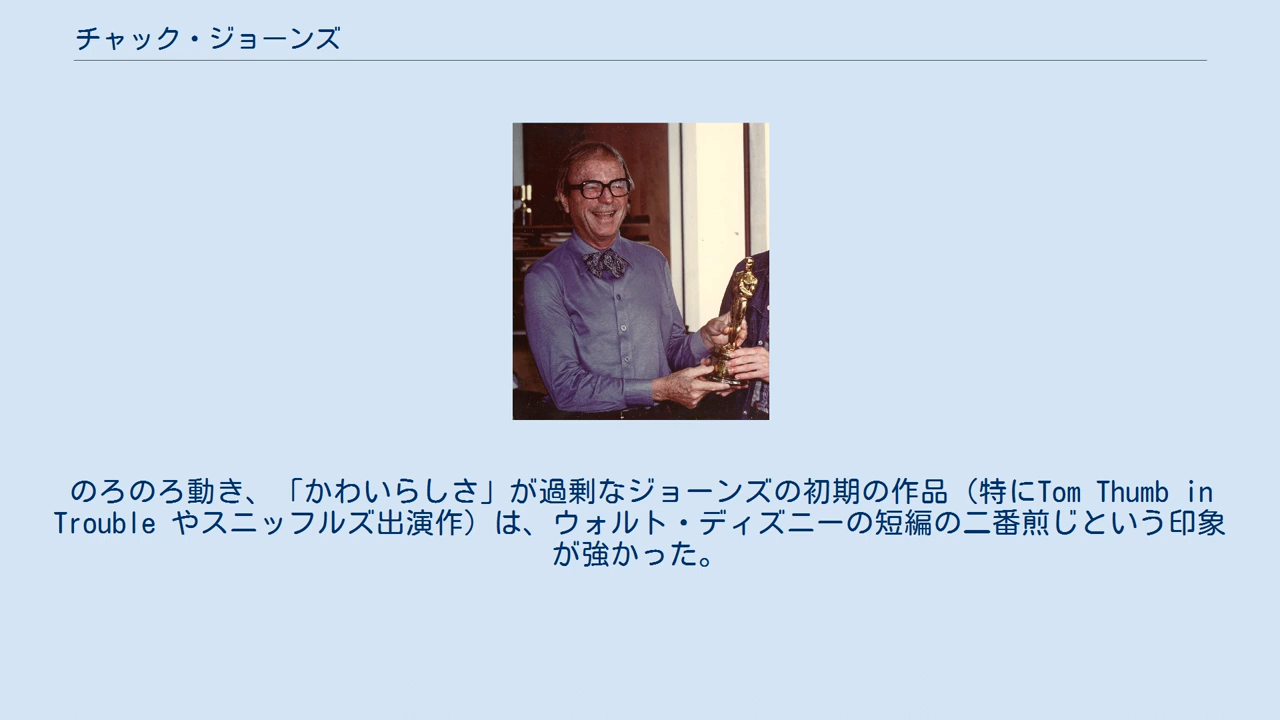 チャック・ジョーンズ
のろのろ動き、「かわいらしさ」が過剰なジョーンズの初期の作品（特にTom Thumb in
Trouble やスニッフルズ出演作）は、ウォルト・ディズニーの短編の二番煎じという印象
が強かった。